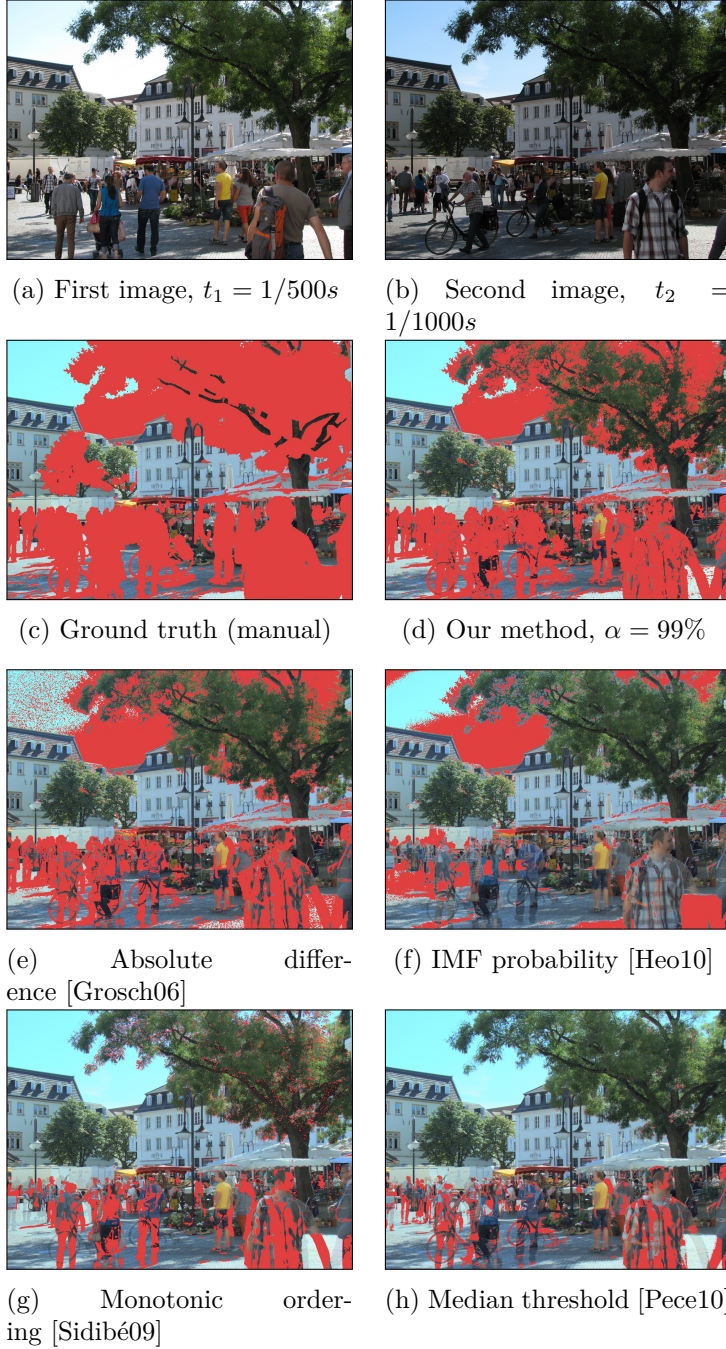 (a) First image, t₁ = 1/500s
(b) Second image, t₂ =
1/1000s
(c) Ground truth (manual)
(d) Our method, α = 99%
(e) Absolute differ-
ence [Grosch06]
(f) IMF probability [Heo10]
(g) Monotonic order-
ing [Sidibé09]
(h) Median threshold [Pece10]